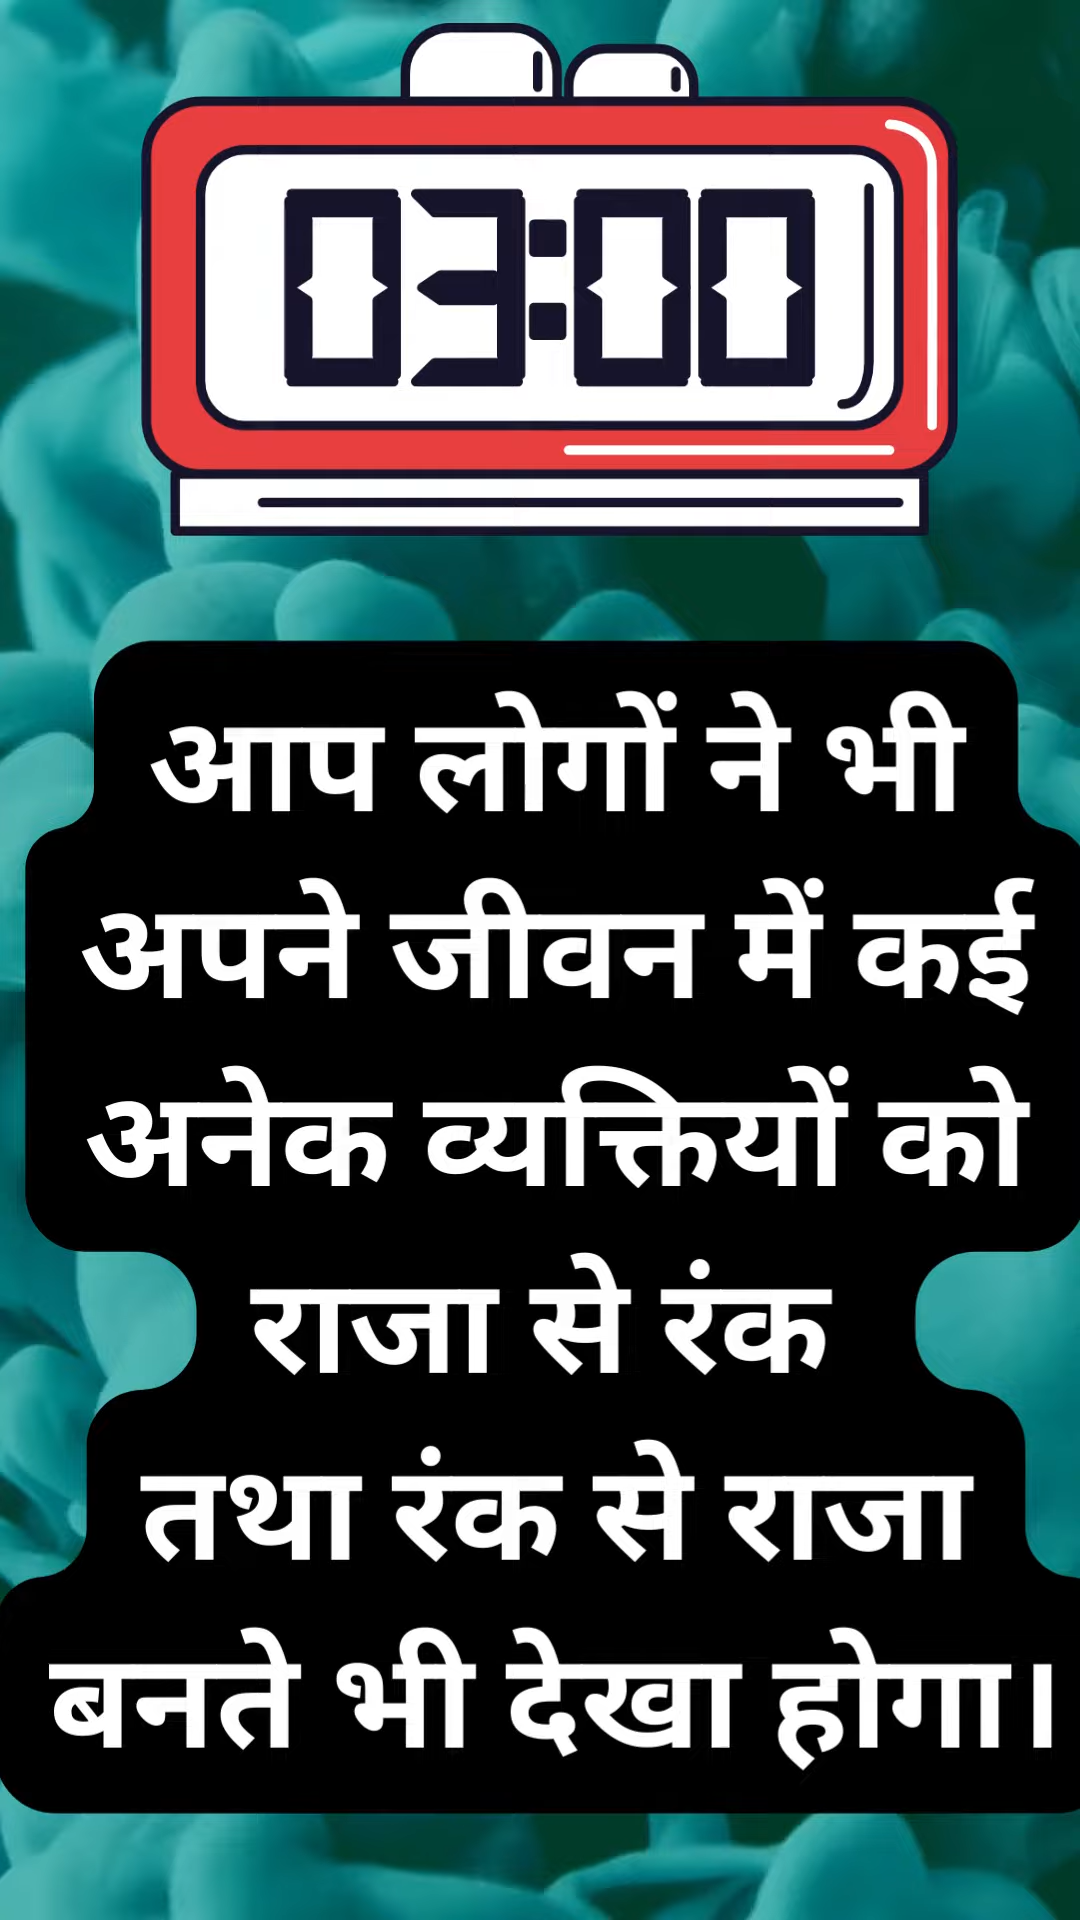 03:00
आप लोगों ने भी
अपने जीवन में कई
अनेक व्यक्तियों को
राजा से रंक
तथा रंक से राजा
बनते भी देखा होगा।